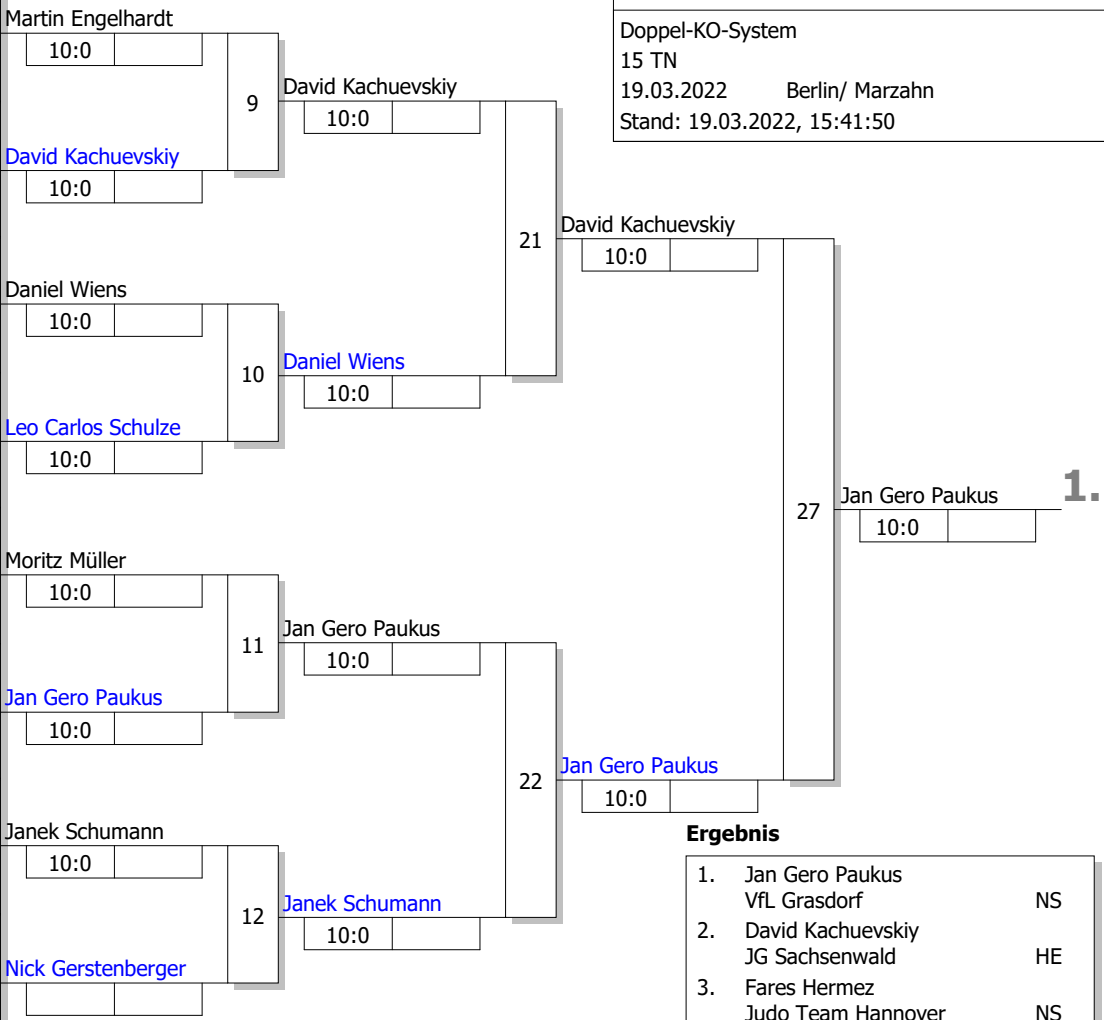 Martin Engelhardt
10:0
Doppel-KO-System
15 TN
19.03.2022 Berlin/ Marzahn
Stand: 19.03.2022, 15:41:50
9
David Kachuevskiy
10:0
David Kachuevskiy
10:0
21
David Kachuevskiy
10:0
Daniel Wiens
10:0
10
Daniel Wiens
10:0
Leo Carlos Schulze
10:0
27
Jan Gero Paukus
1.
10:0
Moritz Müller
10:0
11
Jan Gero Paukus
10:0
Jan Gero Paukus
10:0
22
Jan Gero Paukus
10:0
Janek Schumann
10:0
12
Janek Schumann
10:0
Nick Gerstenberger
Ergebnis
1. Jan Gero Paukus
VfL Grasdorf NS
2. David Kachuevskiy
JG Sachsenwald HE
3. Fares Hermez
Judo Team Hannover NS